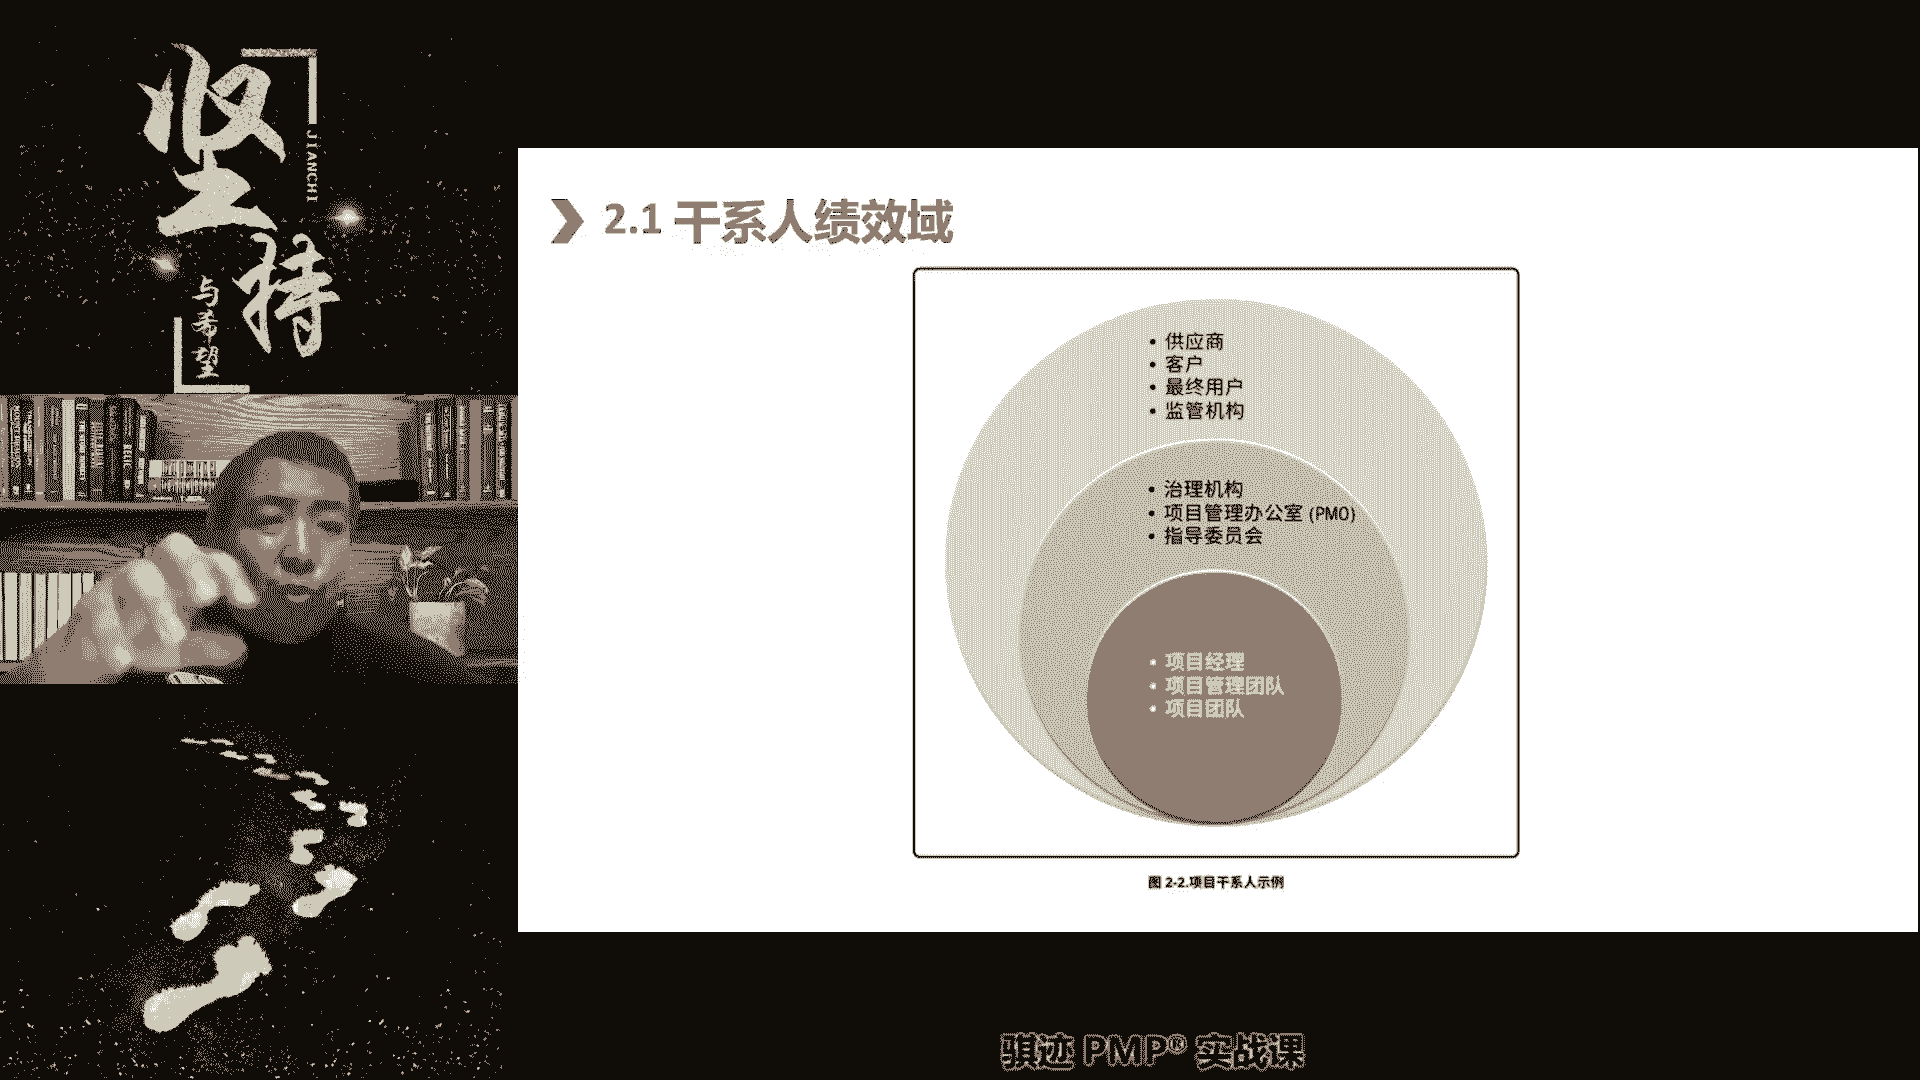 坚持
JIANCHI
与希望
2.1 干系人绩效域
• 供应商
• 客户
• 最终用户
• 监管机构
• 治理机构
• 项目管理办公室 (PMO)
• 指导委员会
• 项目经理
• 项目管理团队
• 项目团队
图 2-2.项目干系人示例
骐迹 PMP® 实战课